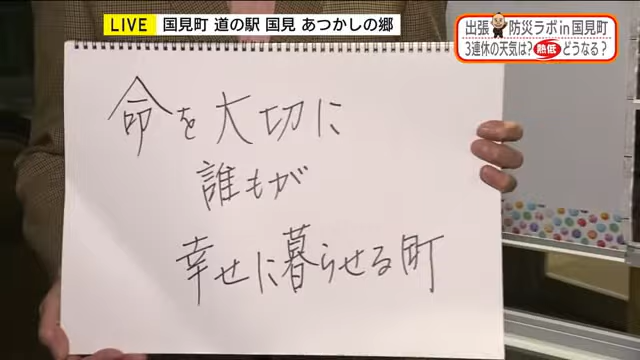 LIVE 国見町 道の駅 国見 あつかしの郷
出張 防災ラボin国見町
3連休の天気は?熱低どうなる?
命を大切に
誰もが
幸せに暮らせる町